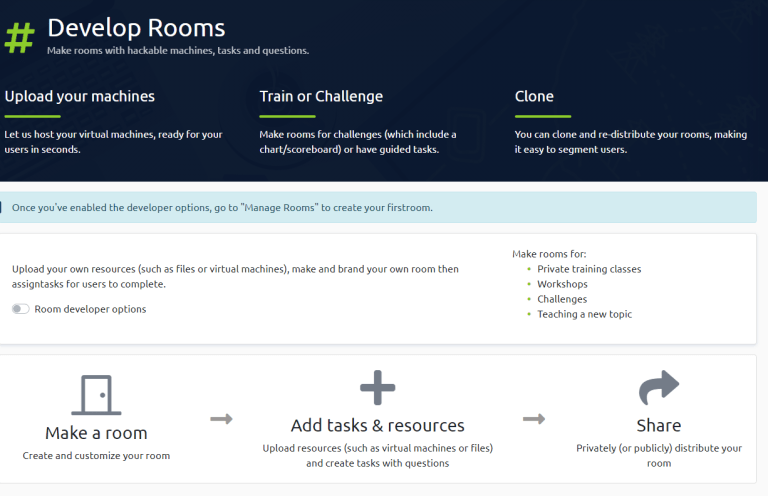 # Develop Rooms
Make rooms with hackable machines, tasks and questions.
Upload your machines
Let us host your virtual machines, ready for your
users in seconds.
Train or Challenge
Make rooms for challenges (which include a
chart/scoreboard) or have guided tasks.
Clone
You can clone and re-distribute your rooms, making
it easy to segment users.
Once you've enabled the developer options, go to "Manage Rooms" to create your firstroom.
Upload your own resources (such as files or virtual machines), make and brand your own room then
assigntasks for users to complete.
Room developer options
Make rooms for:
• Private training classes
• Workshops
• Challenges
• Teaching a new topic
Make a room
Create and customize your room
Add tasks & resources
Upload resources (such as virtual machines or files)
and create tasks with questions
Share
Privately (or publicly) distribute your
room